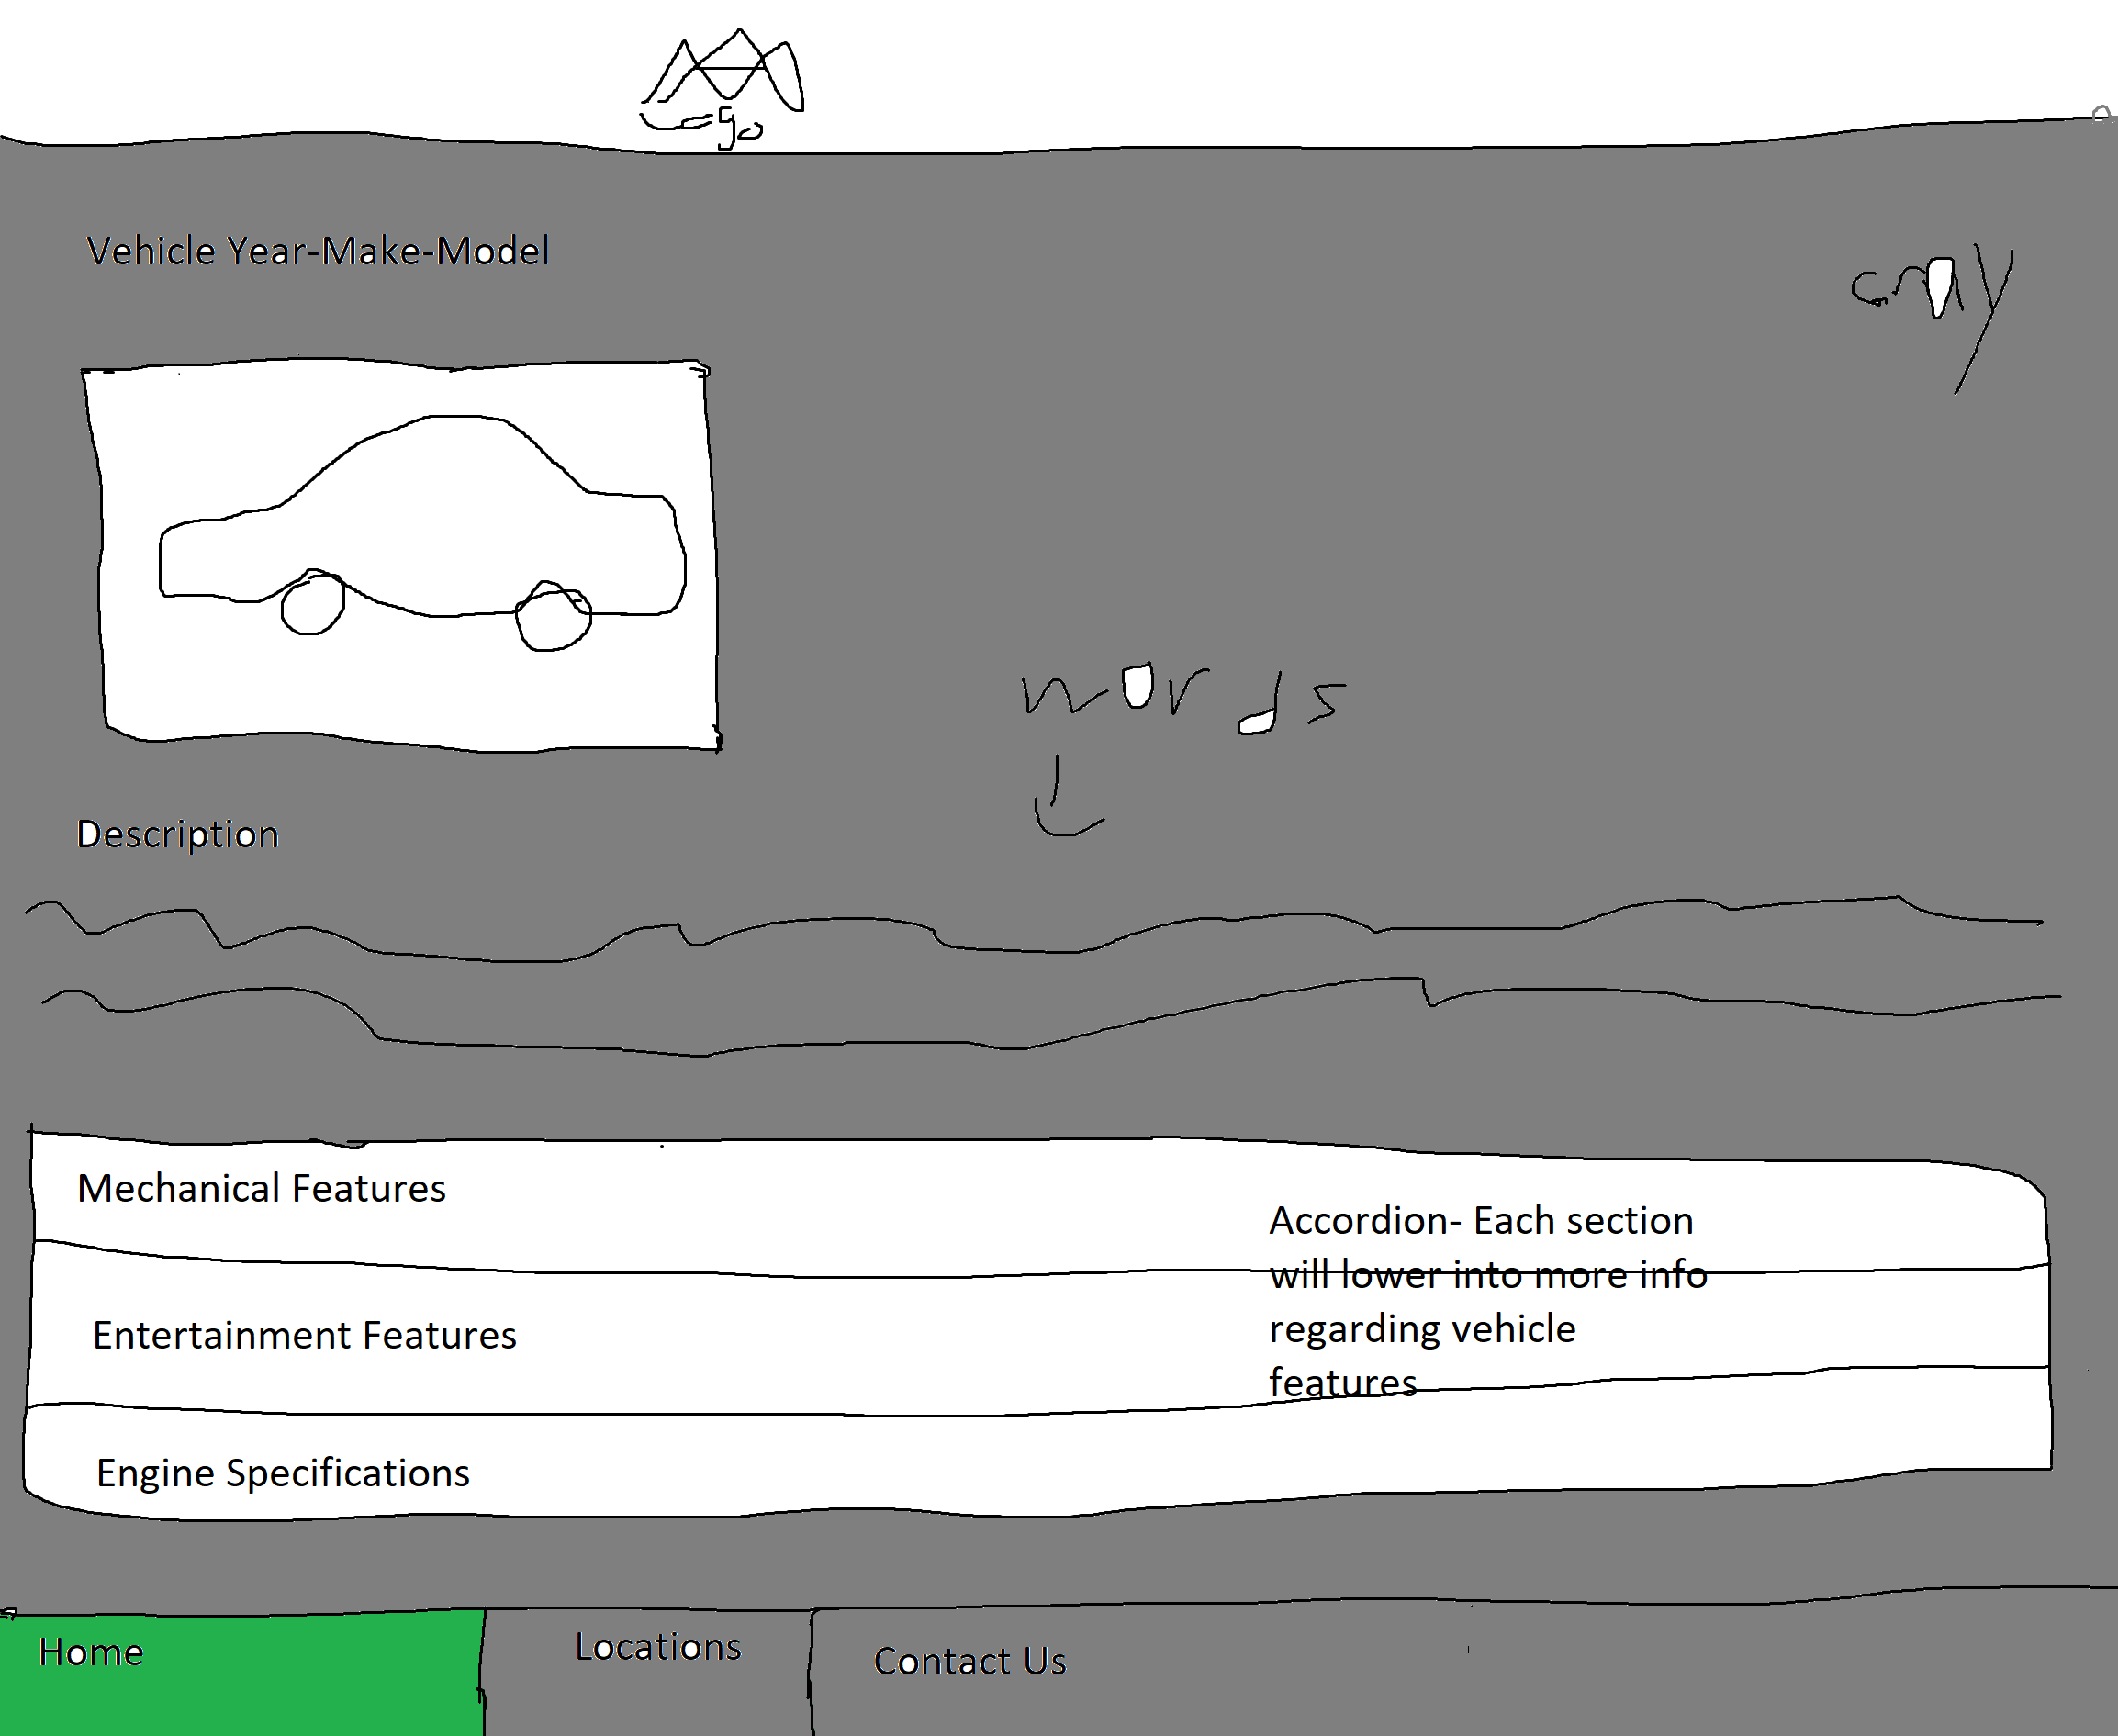 Logo
Vehicle Year-Make-Model
gray
words
Description
Mechanical Features
Accordion- Each section
will lower into more info
regarding vehicle
features
Entertainment Features
Engine Specifications
Home
Locations
Contact Us